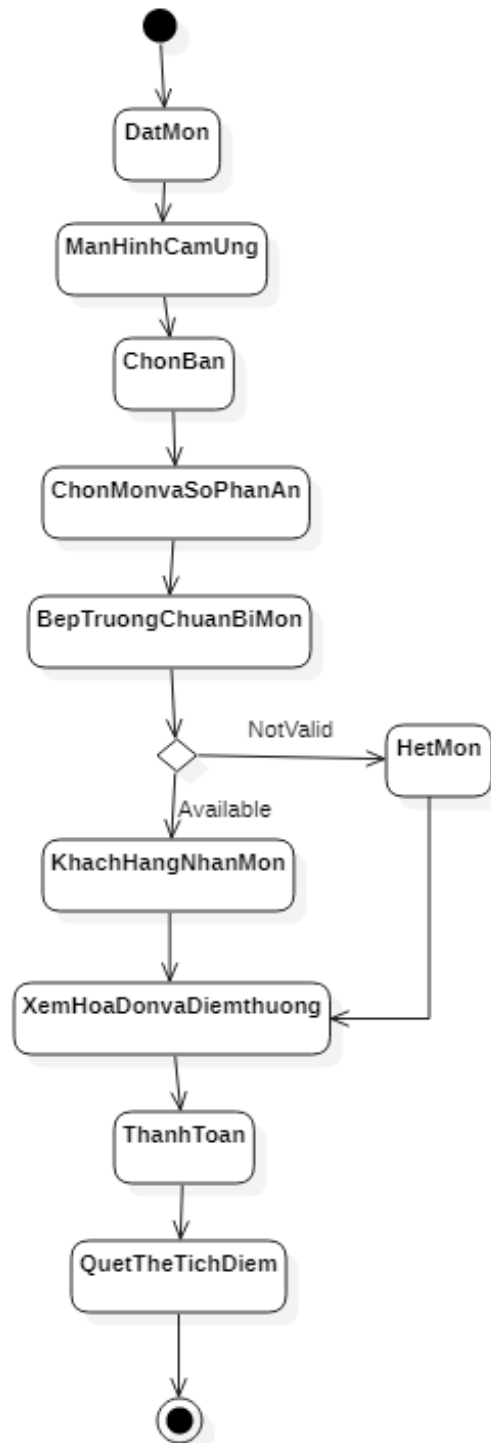 DatMon
ManHinhCamUng
ChonBan
ChonMonvaSoPhanAn
BepTruongChuanBiMon
NotValid
HetMon
Available
KhachHangNhanMon
XemHoaDonvaDiemthuong
ThanhToan
QuetTheTichDiem